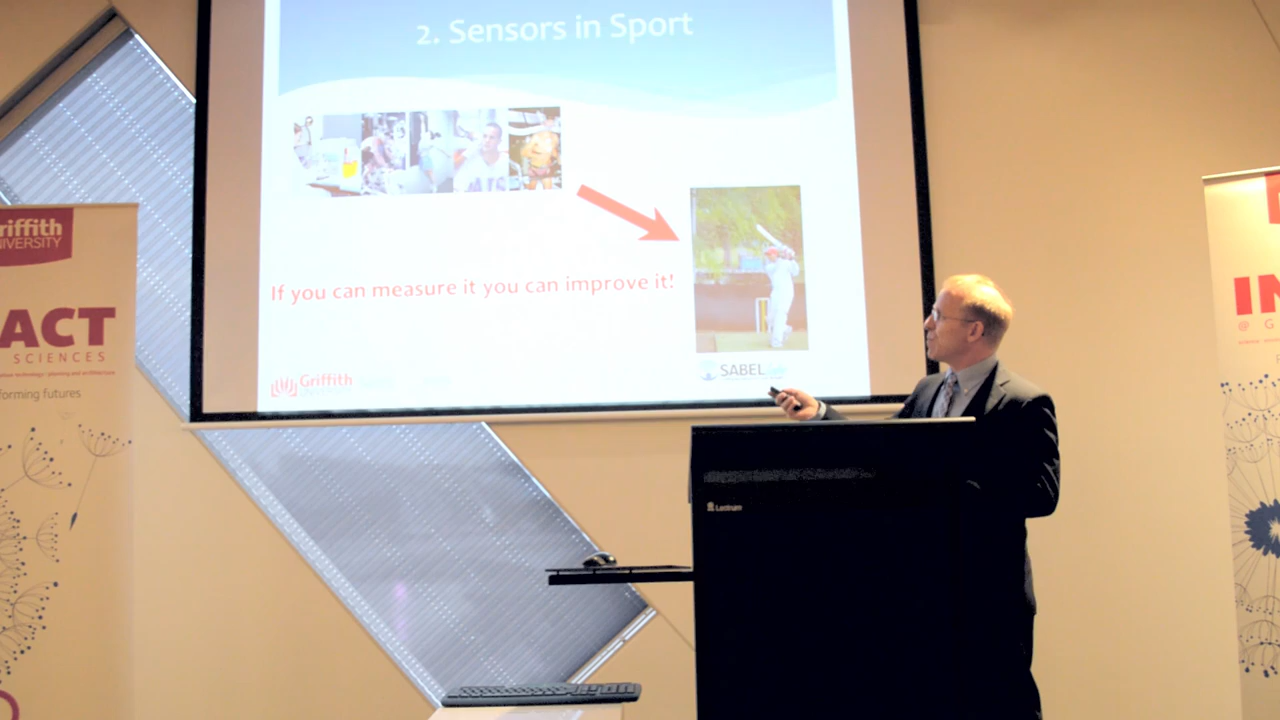 2. Sensors in Sport
If you can measure it you can improve it!
Griffith
SABEL
riffith
NIVERSITY
ACT
SCIENCES
forming futures
Lectrum
IN
@ G